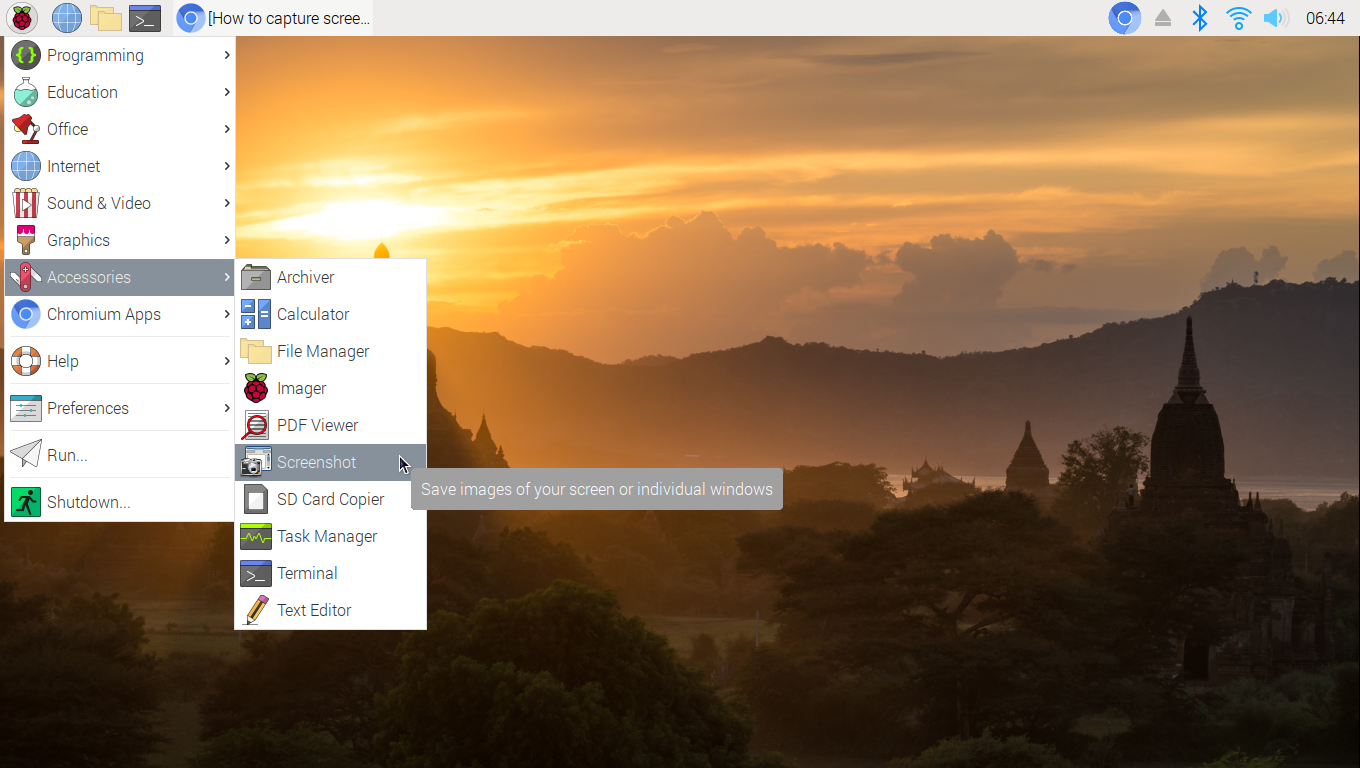 [How to capture scree...
06:44
Programming
Education
Office
Internet
Sound & Video
Graphics
Accessories
Chromium Apps
Help
Preferences
Run...
Shutdown...
Archiver
Calculator
File Manager
Imager
PDF Viewer
Screenshot
Save images of your screen or individual windows
SD Card Copier
Task Manager
Terminal
Text Editor